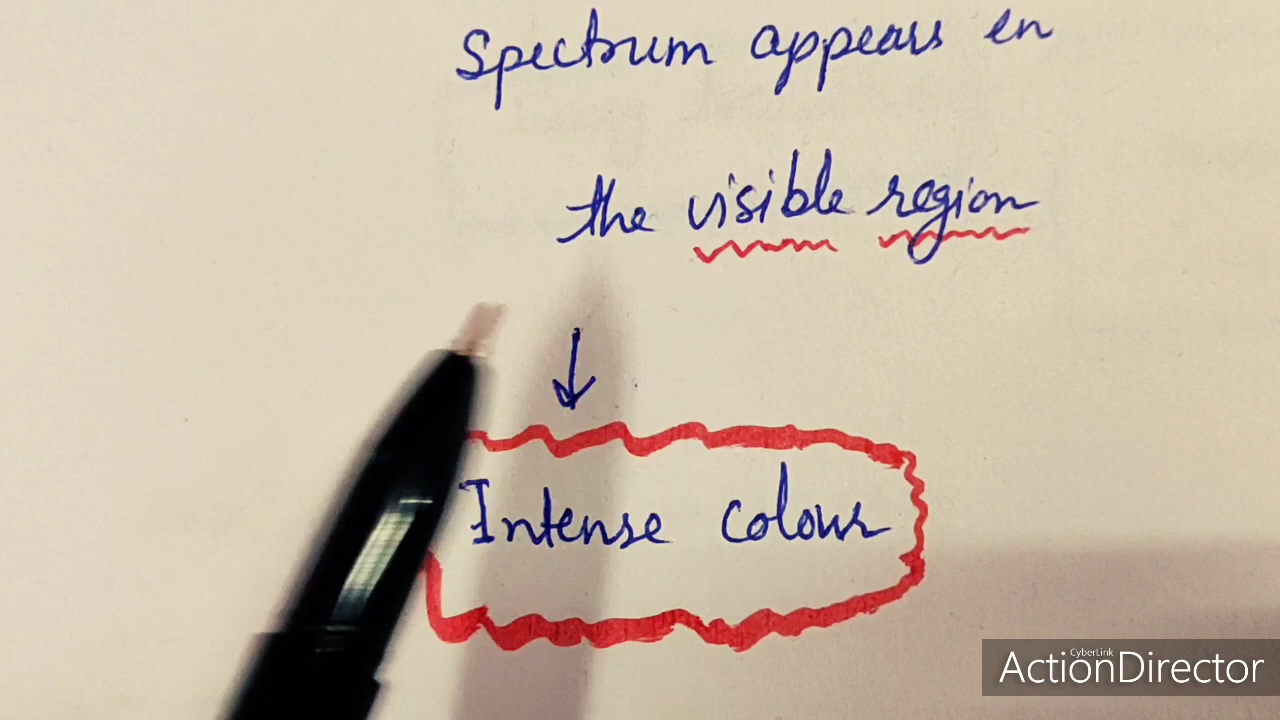 Spectrum appears in
the visible region
Intense colour
CyberLink
ActionDirector